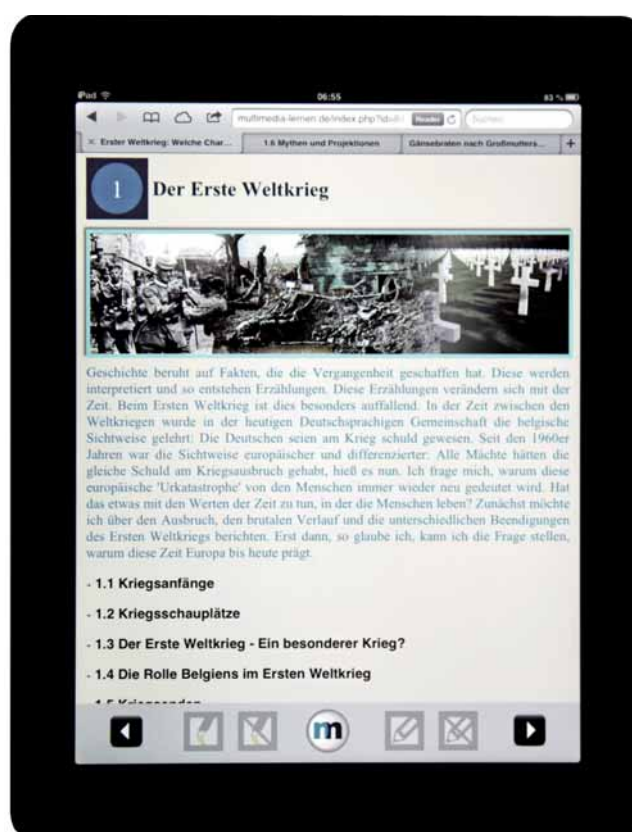 iPad
06:55
93 %
multimedia-lernen.de/index.php?id=
Reader
Suchen
× Erster Weltkrieg: Welche Char...
1.6 Mythen und Projektionen
Gänsebraten nach Großmutters...
+
1
Der Erste Weltkrieg
Geschichte beruht auf Fakten, die die Vergangenheit geschaffen hat. Diese werden
interpretiert und so entstehen Erzählungen. Diese Erzählungen verändern sich mit der
Zeit. Beim Ersten Weltkrieg ist dies besonders auffallend. In der Zeit zwischen den
Weltkriegen wurde in der heutigen Deutschsprachigen Gemeinschaft die belgische
Sichtweise gelehrt: Die Deutschen seien am Krieg schuld gewesen. Seit den 1960er
Jahren war die Sichtweise europäischer und differenzierter: Alle Mächte hätten die
gleiche Schuld am Kriegsausbruch gehabt, hieß es nun. Ich frage mich, warum diese
europäische 'Urkatastrophe' von den Menschen immer wieder neu gedeutet wird. Hat
das etwas mit den Werten der Zeit zu tun, in der die Menschen leben? Zunächst möchte
ich über den Ausbruch, den brutalen Verlauf und die unterschiedlichen Beendigungen
des Ersten Weltkriegs berichten. Erst dann, so glaube ich, kann ich die Frage stellen,
warum diese Zeit Europa bis heute prägt.
- 1.1 Kriegsanfänge
- 1.2 Kriegsschauplätze
- 1.3 Der Erste Weltkrieg - Ein besonderer Krieg?
- 1.4 Die Rolle Belgiens im Ersten Weltkrieg
m